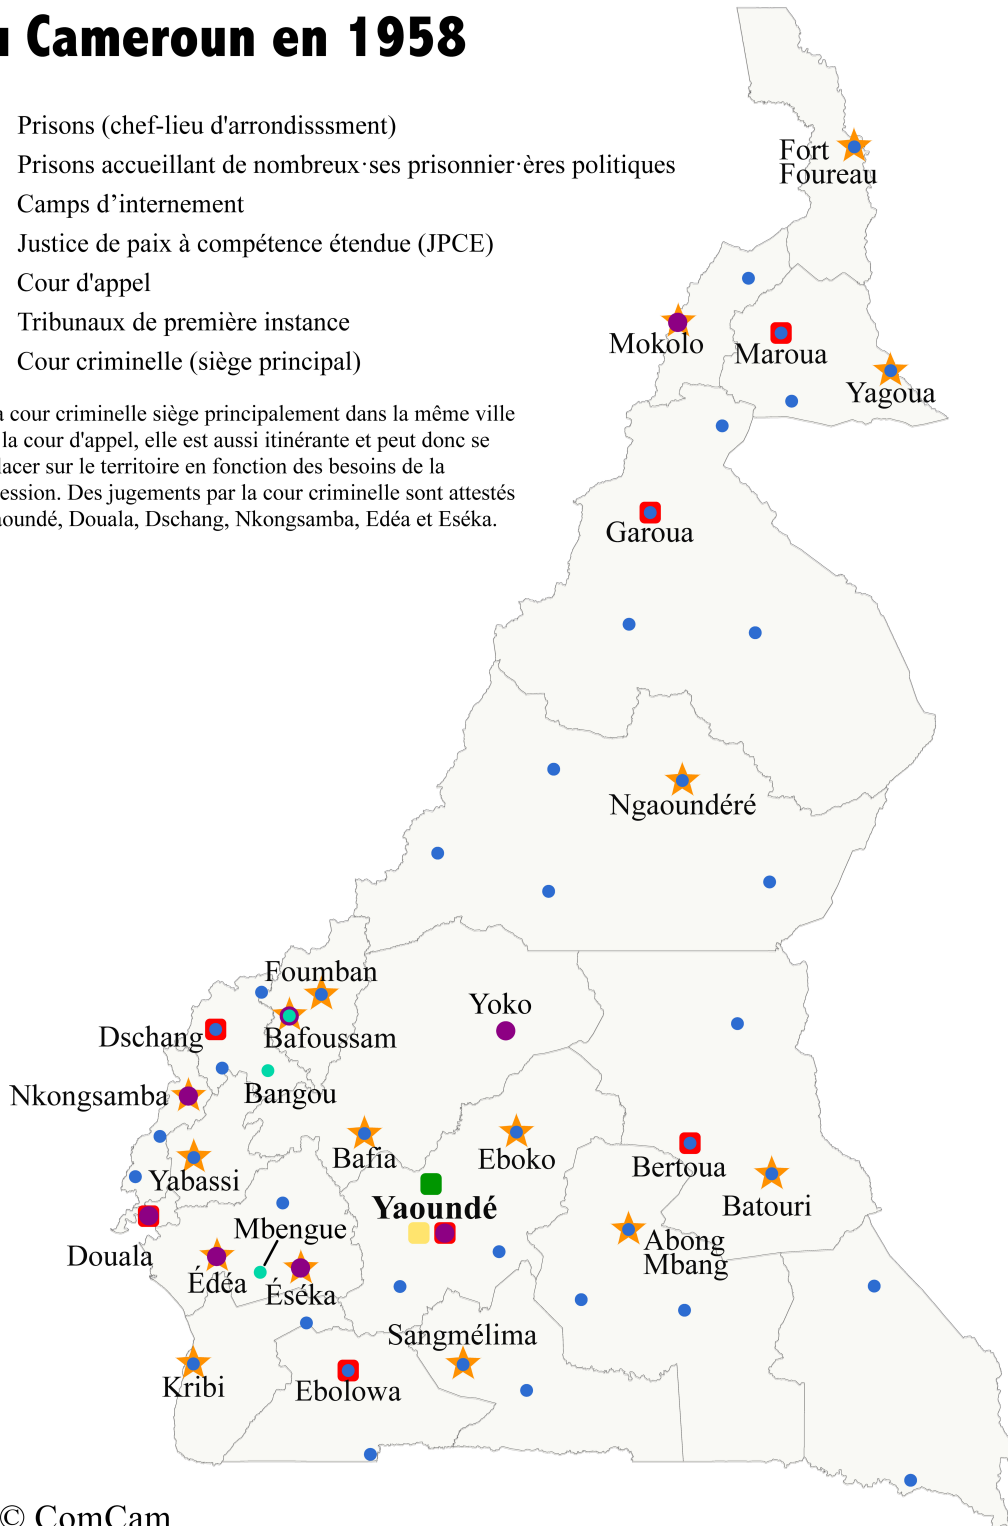 Cameroun en 1958
Prisons (chef-lieu d'arrondisssment)
Prisons accueillant de nombreux·ses prisonnier·ères politiques
Camps d’internement
Justice de paix à compétence étendue (JPCE)
Cour d'appel
Tribunaux de première instance
Cour criminelle (siège principal)
cour criminelle siège principalement dans la même ville
la cour d'appel, elle est aussi itinérante et peut donc se
lacer sur le territoire en fonction des besoins de la
ession. Des jugements par la cour criminelle sont attestés
oundé, Douala, Dschang, Nkongsamba, Edéa et Eséka.
Fort
Foureau
Mokolo
Maroua
Yagoua
Garoua
Ngaoundéré
Foumban
Yoko
Dschang
Bafoussam
Bangou
Nkongsamba
Bafia
Eboko
Yabassi
Bertoua
Batouri
Yaoundé
Mbengue
Douala
Abong
Mbang
Édéa
Éséka
Sangmélima
Kribi
Ebolowa
© ComCam